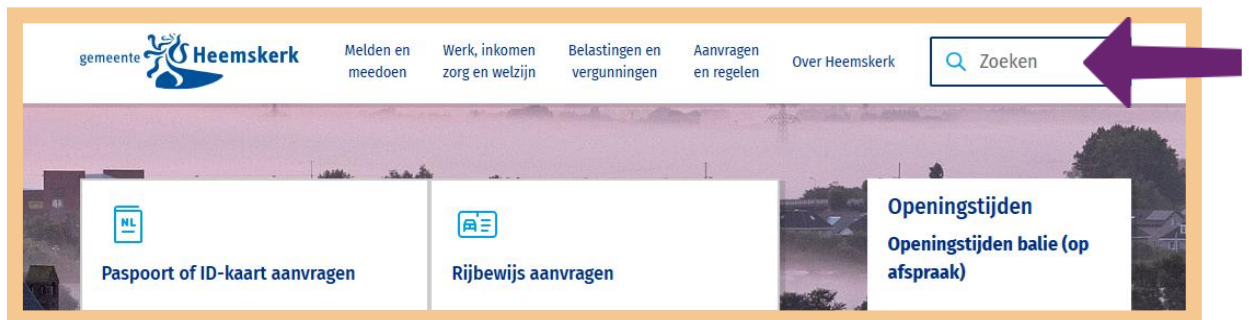 gemeente Heemskerk
Melden en
meedoen
Werk, inkomen
zorg en welzijn
Belastingen en
vergunningen
Aanvragen
en regelen
Over Heemskerk
Zoeken
NL
Paspoort of ID-kaart aanvragen
Rijbewijs aanvragen
Openingstijden
Openingstijden balie (op
afspraak)